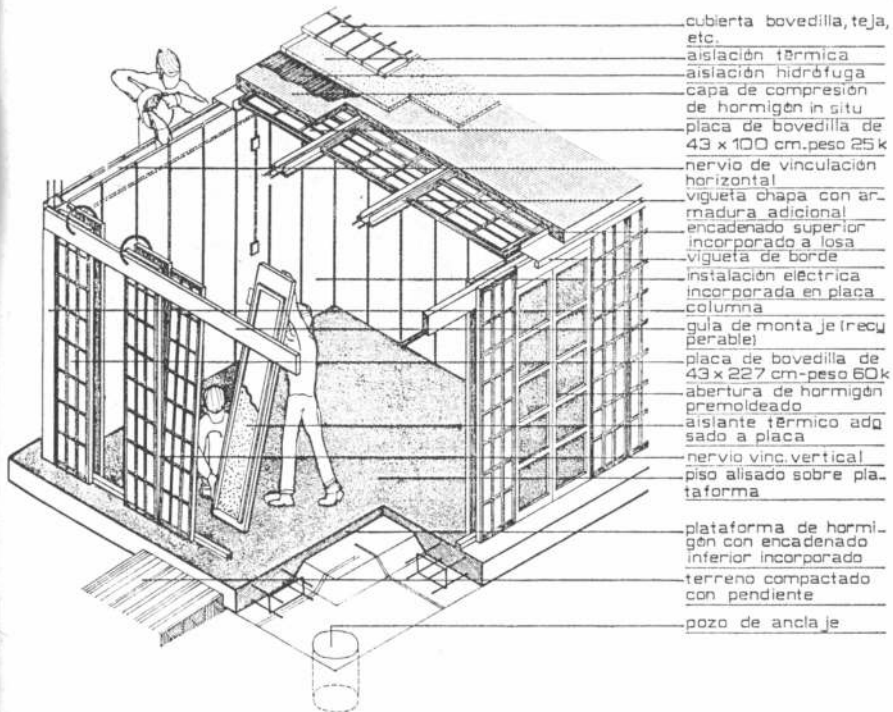 cubierta bovedilla, teja,
etc.
aislación térmica
aislación hidrófuga
capa de compresión
de hormigón in situ
placa de bovedilla de
43 x 100 cm. peso 25 k
nervio de vinculación
horizontal
vigueta chapa con ar_
madura adicional
encadenado superior
incorporado a losa
vigueta de borde
instalación eléctrica
incorporada en placa
columna
guía de montaje (recu
perable)
placa de bovedilla de
43 x 227 cm-peso 60 k
abertura de hormigón
premoldeado
aislante térmico ado
sado a placa
nervio vinc. vertical
piso alisado sobre pla_
taforma
plataforma de hormi_
gón con encadenado
inferior incorporado
terreno compactado
con pendiente
pozo de anclaje